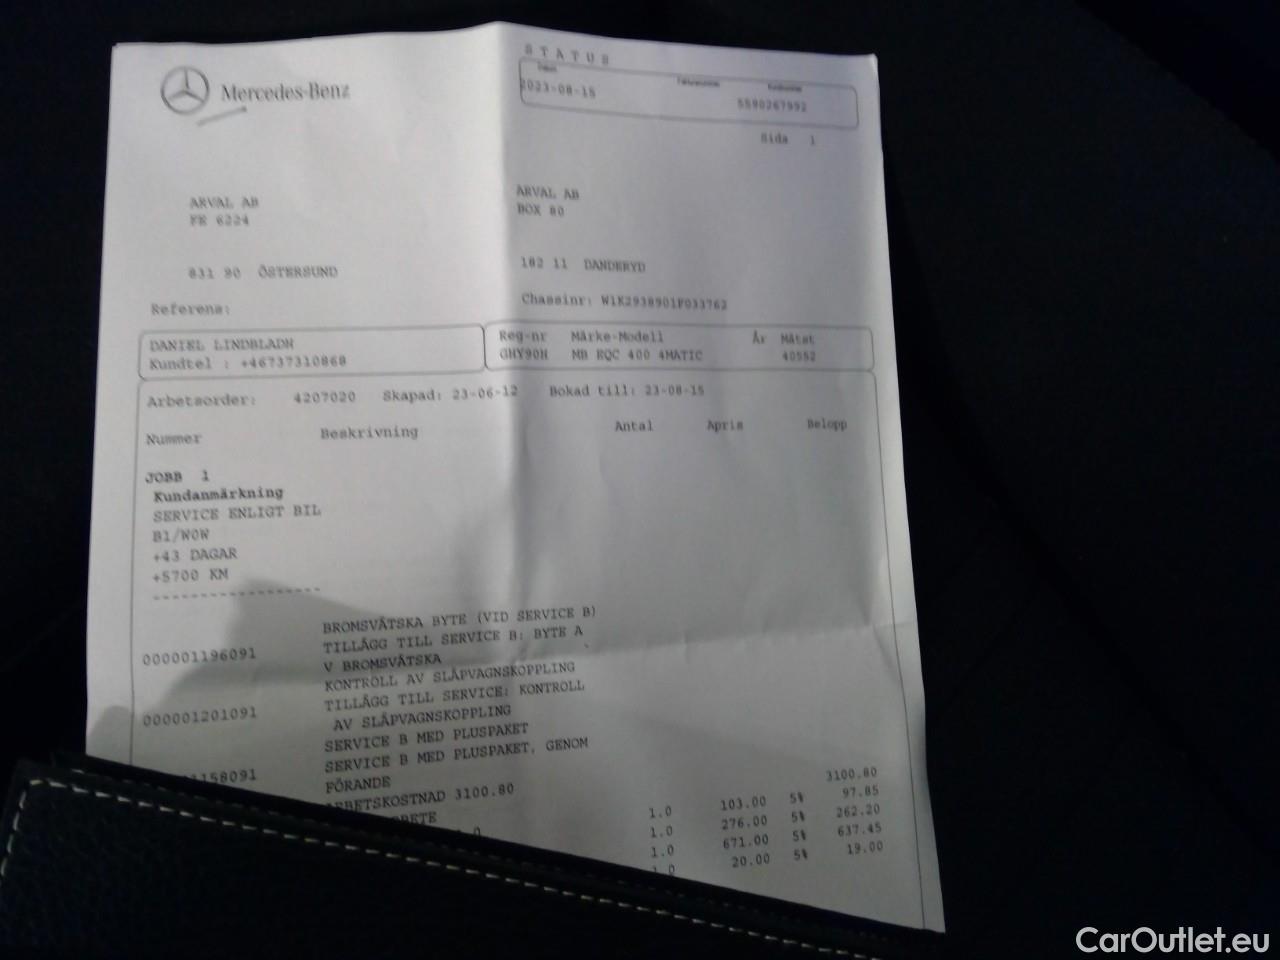 Mercedes-Benz
STATUS
2023-08-15
5590267992
Sida 1
ARVAL AB
FE 6224
831 90 ÖSTERSUND
ARVAL AB
BOX 80
182 11 DANDERYD
Referens:
Chassinr: W1K2938901F033762
DANIEL LINDBLADH
Kundtel : +46737310868
Reg-nr Märke-Modell År Mätst
GHY90H MB EQC 400 4MATIC 40552
Arbetsorder: 4207020 Skapad: 23-06-12 Bokad till: 23-08-15
Nummer Beskrivning Antal Apris Belopp
JOBB 1
Kundanmärkning
SERVICE ENLIGT BIL
B1/W0W
+43 DAGAR
+5700 KM
-------------------
BROMSVÄTSKA BYTE (VID SERVICE B)
000001196091 TILLÄGG TILL SERVICE B: BYTE A
V BROMSVÄTSKA
KONTROLL AV SLÄPVAGNSKOPPLING
000001201091 TILLÄGG TILL SERVICE: KONTROLL
AV SLÄPVAGNSKOPPLING
SERVICE B MED PLUSPAKET
1158091 SERVICE B MED PLUSPAKET, GENOM
FÖRANDE
ARBETSKOSTNAD 3100.80 3100.80
1.0 103.00 5% 97.85
1.0 276.00 5% 262.20
1.0 671.00 5% 637.45
1.0 20.00 5% 19.00
CarOutlet.eu